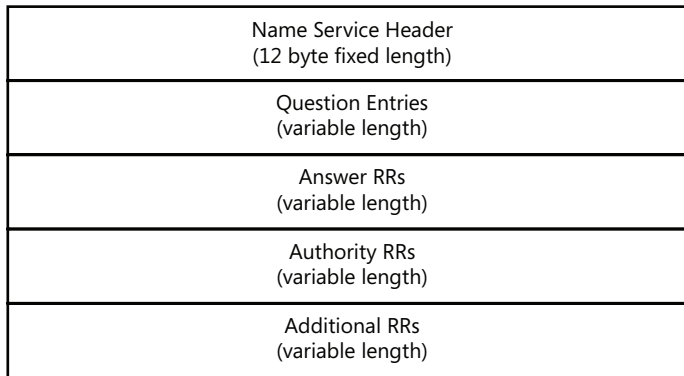 Name Service Header
(12 byte fixed length)
Question Entries
(variable length)
Answer RRs
(variable length)
Authority RRs
(variable length)
Additional RRs
(variable length)